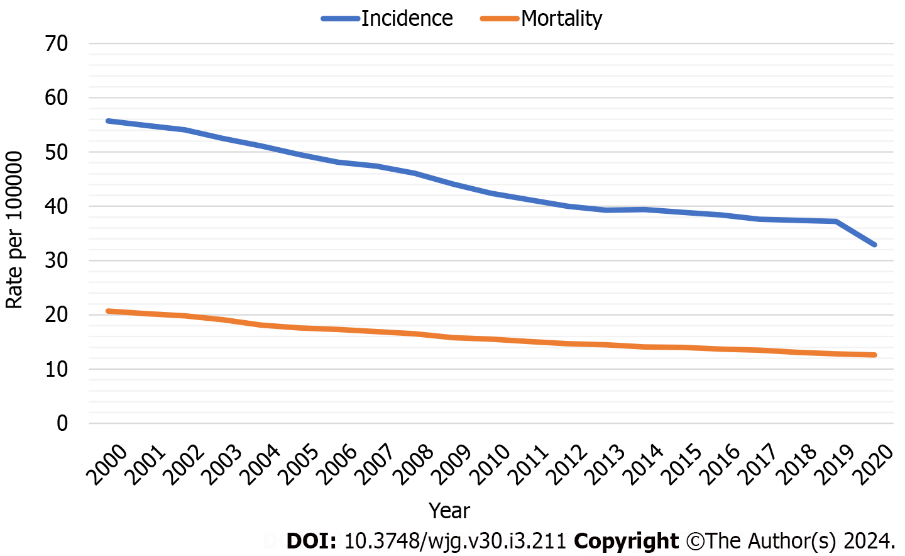 Incidence Mortality
70
60
50
40
30
20
10
0
Rate per 100000
2000 2001 2002 2003 2004 2005 2006 2007 2008 2009 2010 2011 2012 2013 2014 2015 2016 2017 2018 2019 2020
Year
DOI: 10.3748/wjg.v30.i3.211 Copyright ©The Author(s) 2024.